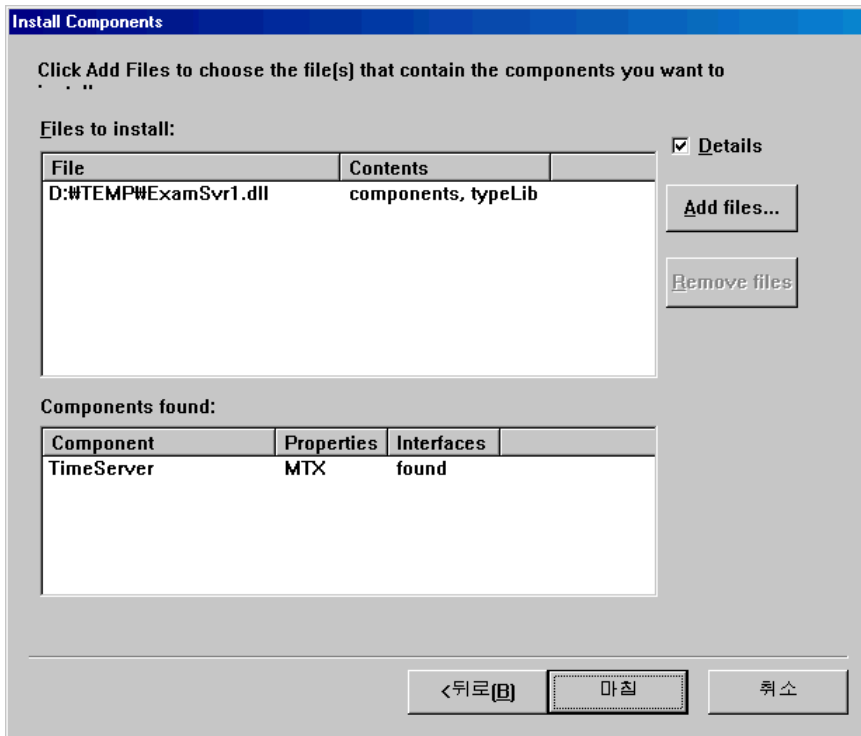 Install Components
Click Add Files to choose the file(s) that contain the components you want to
Files to install:
Details
File Contents
D:₩TEMP₩ExamSvr1.dll components, typeLib
Add files...
Remove files
Components found:
Component Properties Interfaces
TimeServer MTX found
<뒤로(B) 마침 취소